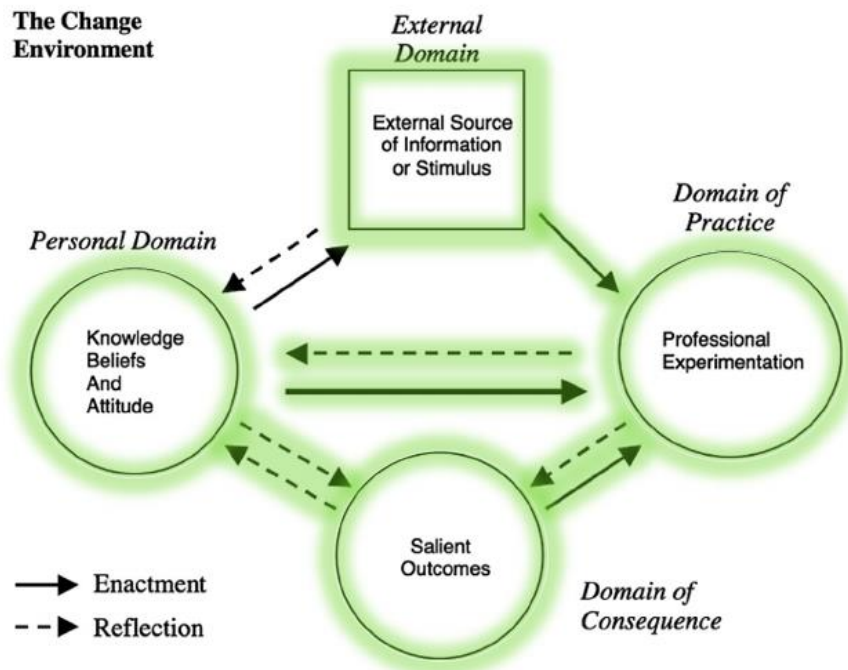 The Change
Environment
External
Domain
External Source
of Information
or Stimulus
Domain of
Practice
Personal Domain
Knowledge
Beliefs
And
Attitude
Professional
Experimentation
Salient
Outcomes
Domain of
Consequence
Enactment
Reflection